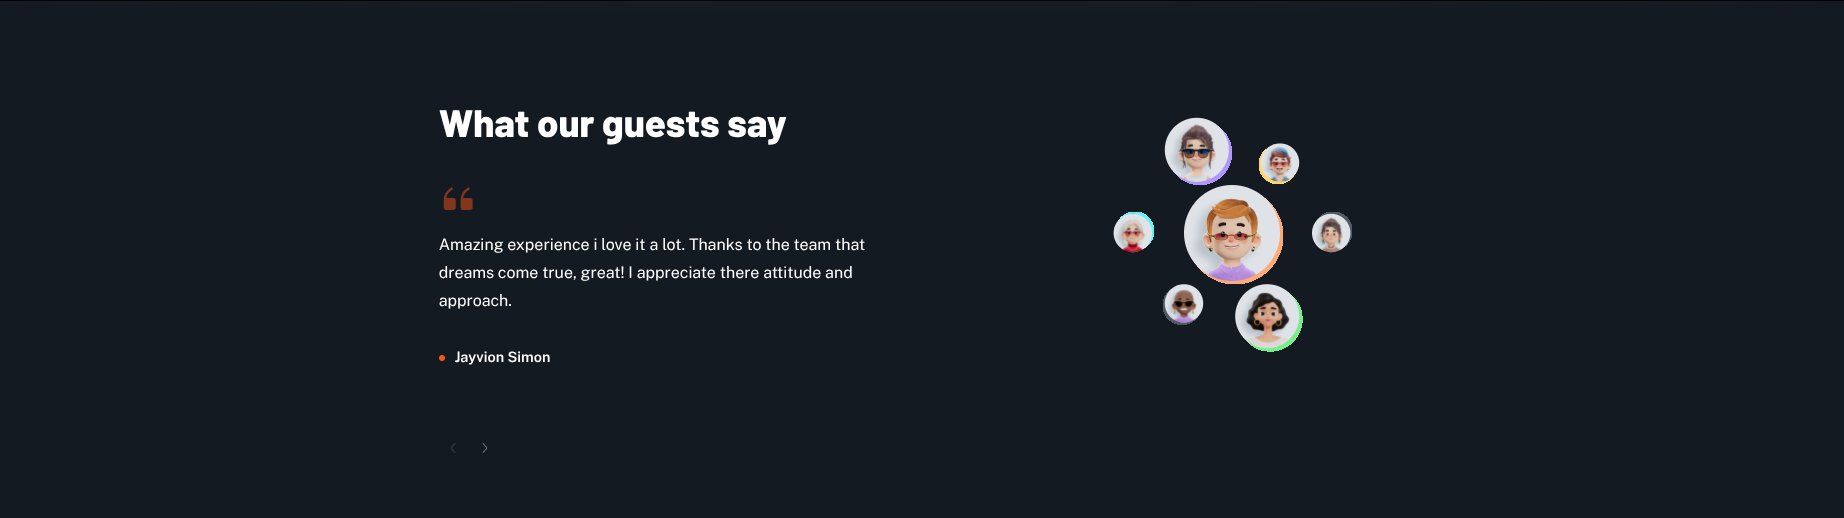 What our guests say
“
Amazing experience i love it a lot. Thanks to the team that
dreams come true, great! I appreciate there attitude and
approach.
Jayvion Simon